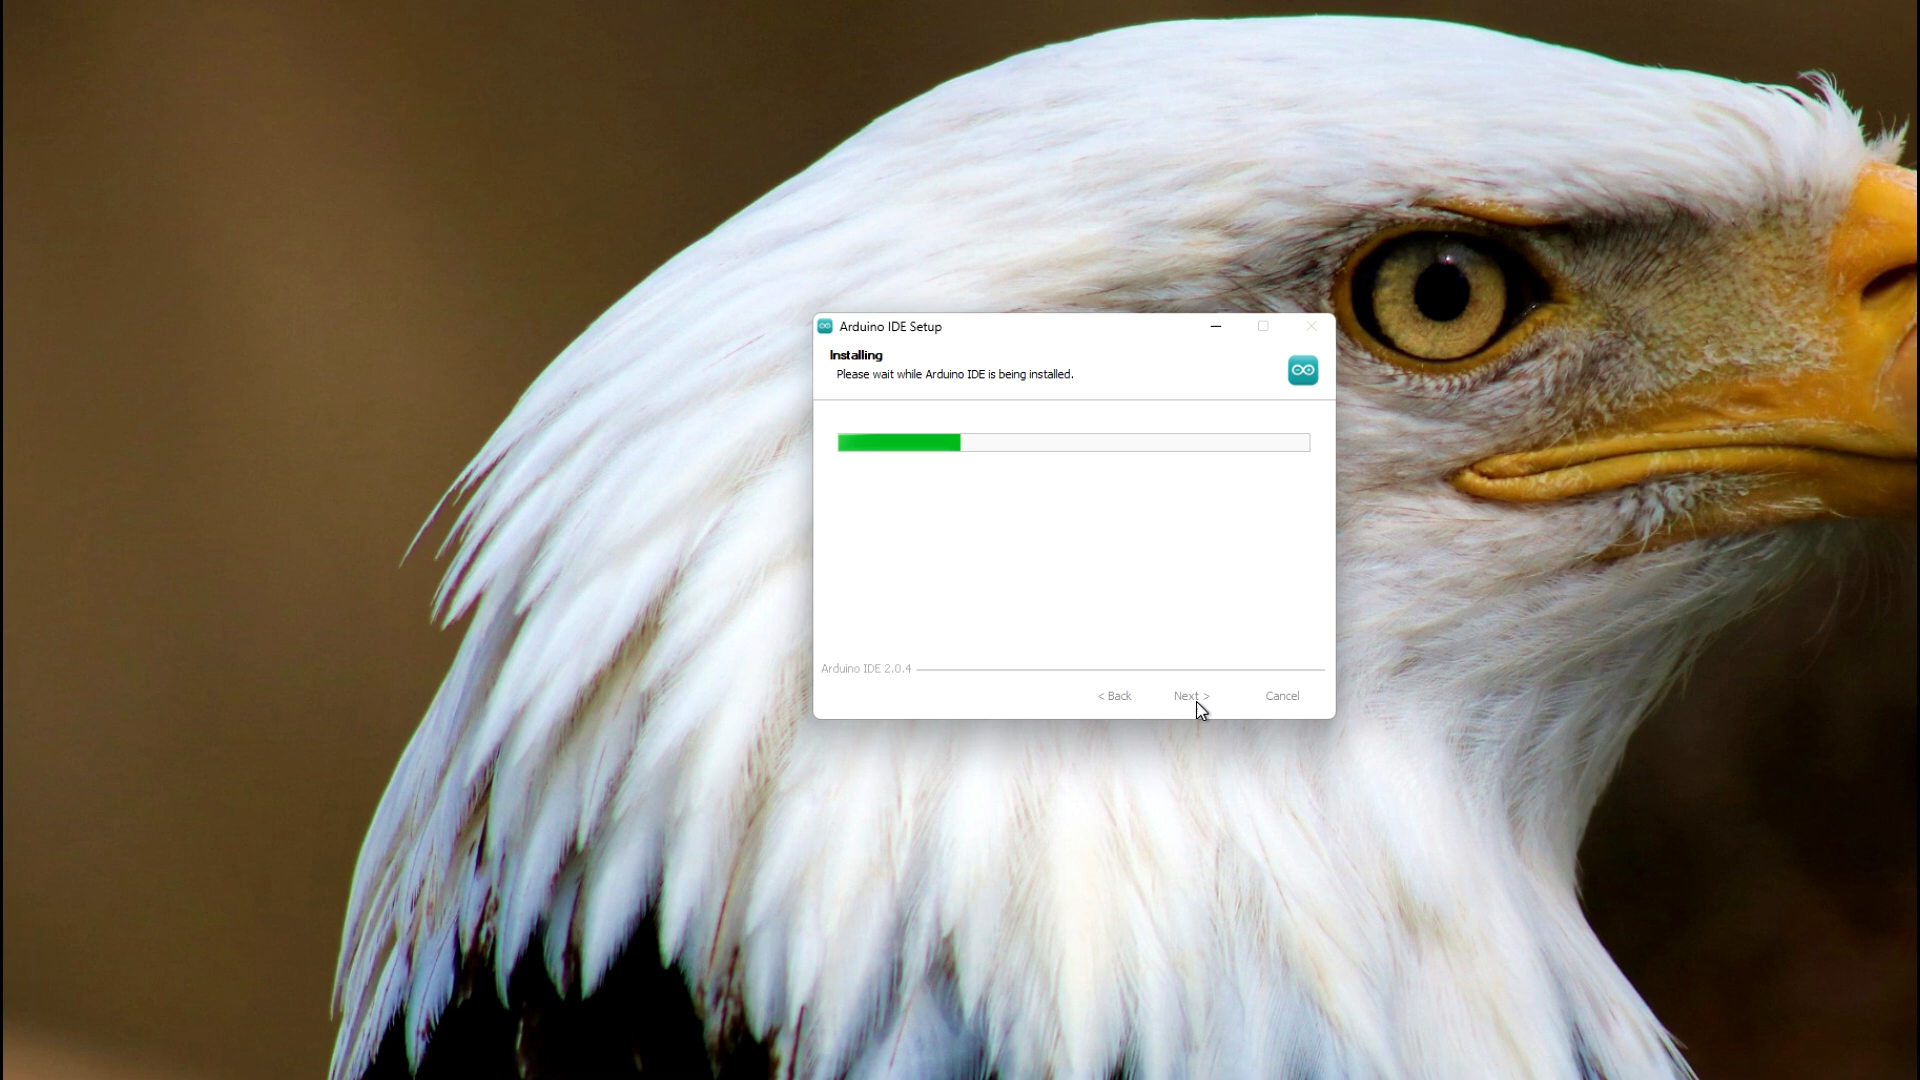 Arduino IDE Setup
Installing
Please wait while Arduino IDE is being installed.
Arduino IDE 2.0.4
< Back Next > Cancel